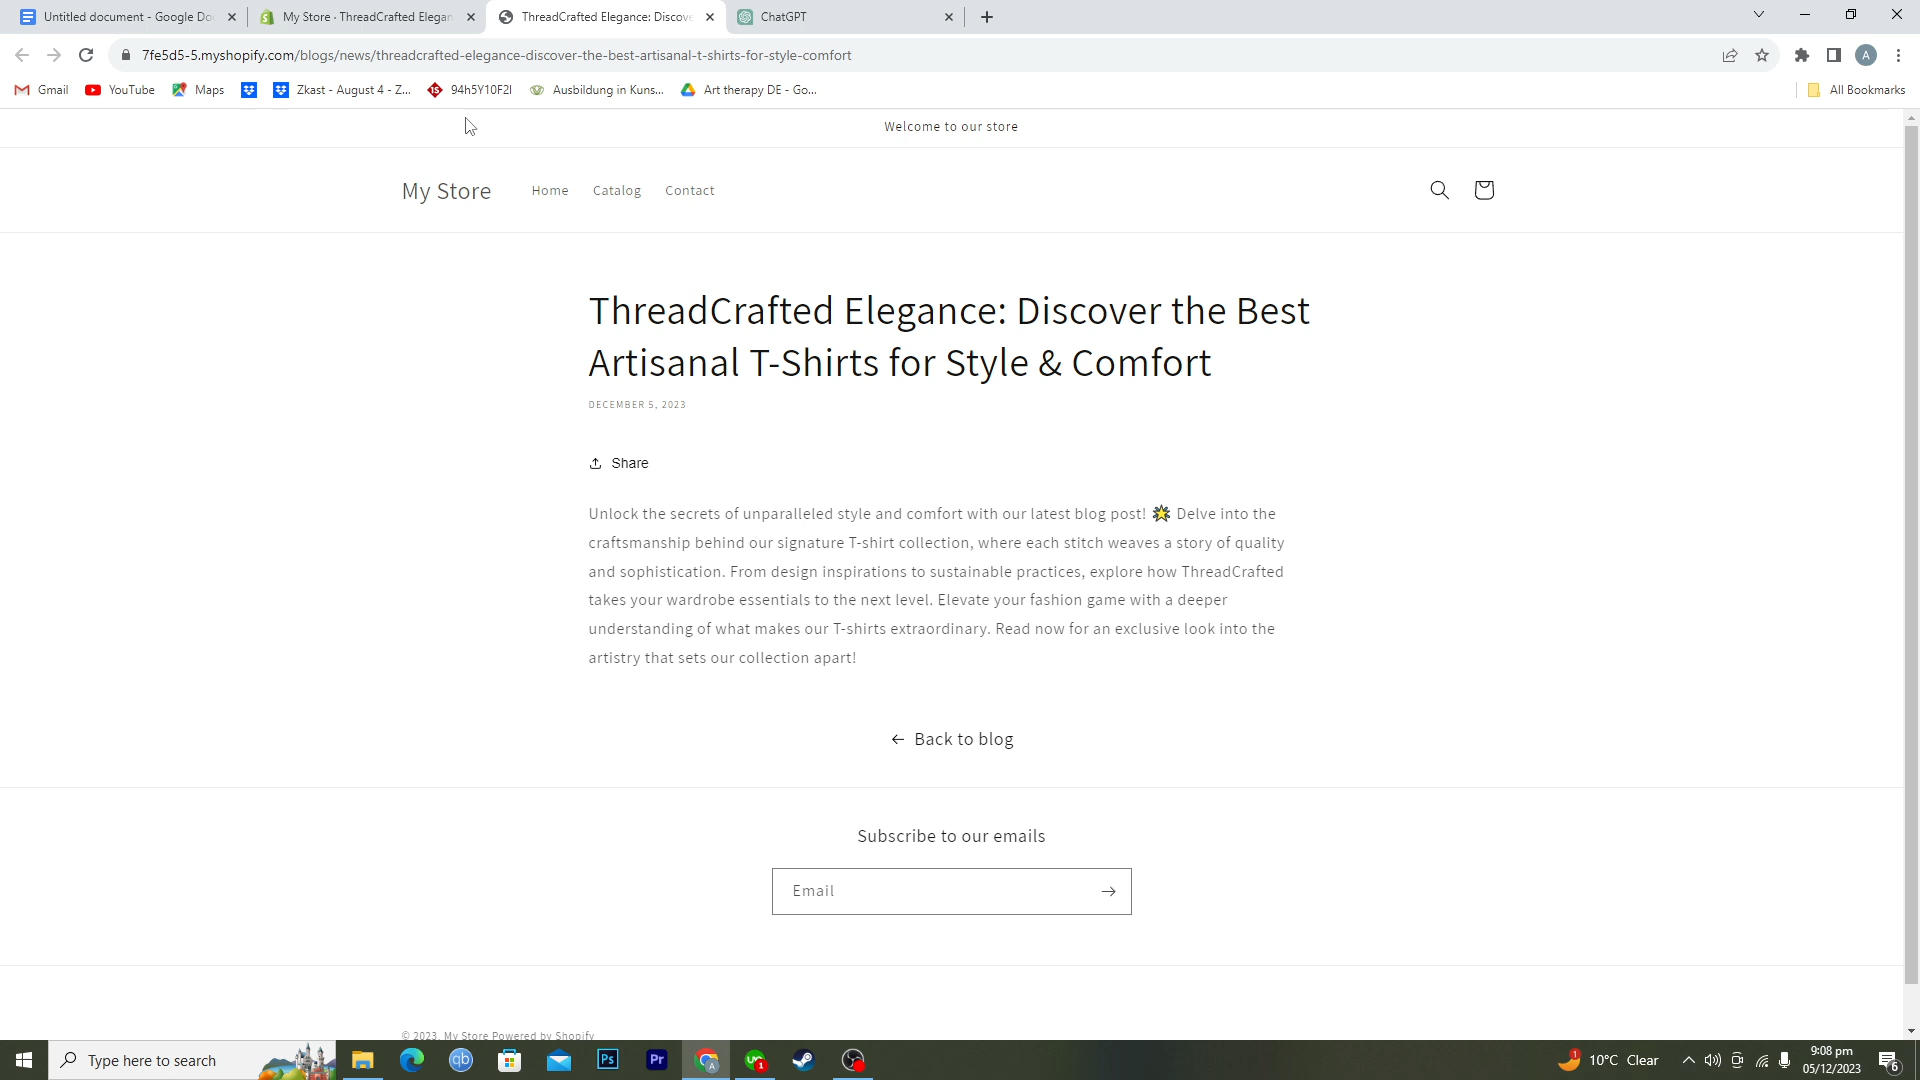 Untitled document - Google Do
My Store · ThreadCrafted Elegan
ThreadCrafted Elegance: Discove
ChatGPT
7fe5d5-5.myshopify.com/blogs/news/threadcrafted-elegance-discover-the-best-artisanal-t-shirts-for-style-comfort
A
Gmail
YouTube
Maps
Zkast - August 4 - Z...
94h5Y10F2I
Ausbildung in Kuns...
Art therapy DE - Go...
All Bookmarks
Welcome to our store
My Store
Home
Catalog
Contact
ThreadCrafted Elegance: Discover the Best
Artisanal T-Shirts for Style & Comfort
DECEMBER 5, 2023
Share
Unlock the secrets of unparalleled style and comfort with our latest blog post! 🌟 Delve into the
craftsmanship behind our signature T-shirt collection, where each stitch weaves a story of quality
and sophistication. From design inspirations to sustainable practices, explore how ThreadCrafted
takes your wardrobe essentials to the next level. Elevate your fashion game with a deeper
understanding of what makes our T-shirts extraordinary. Read now for an exclusive look into the
artistry that sets our collection apart!
← Back to blog
Subscribe to our emails
Email
© 2023, My Store Powered by Shopify
Type here to search
qb
Ps
Pr
A
1
1
10°C Clear
9:08 pm
05/12/2023
6